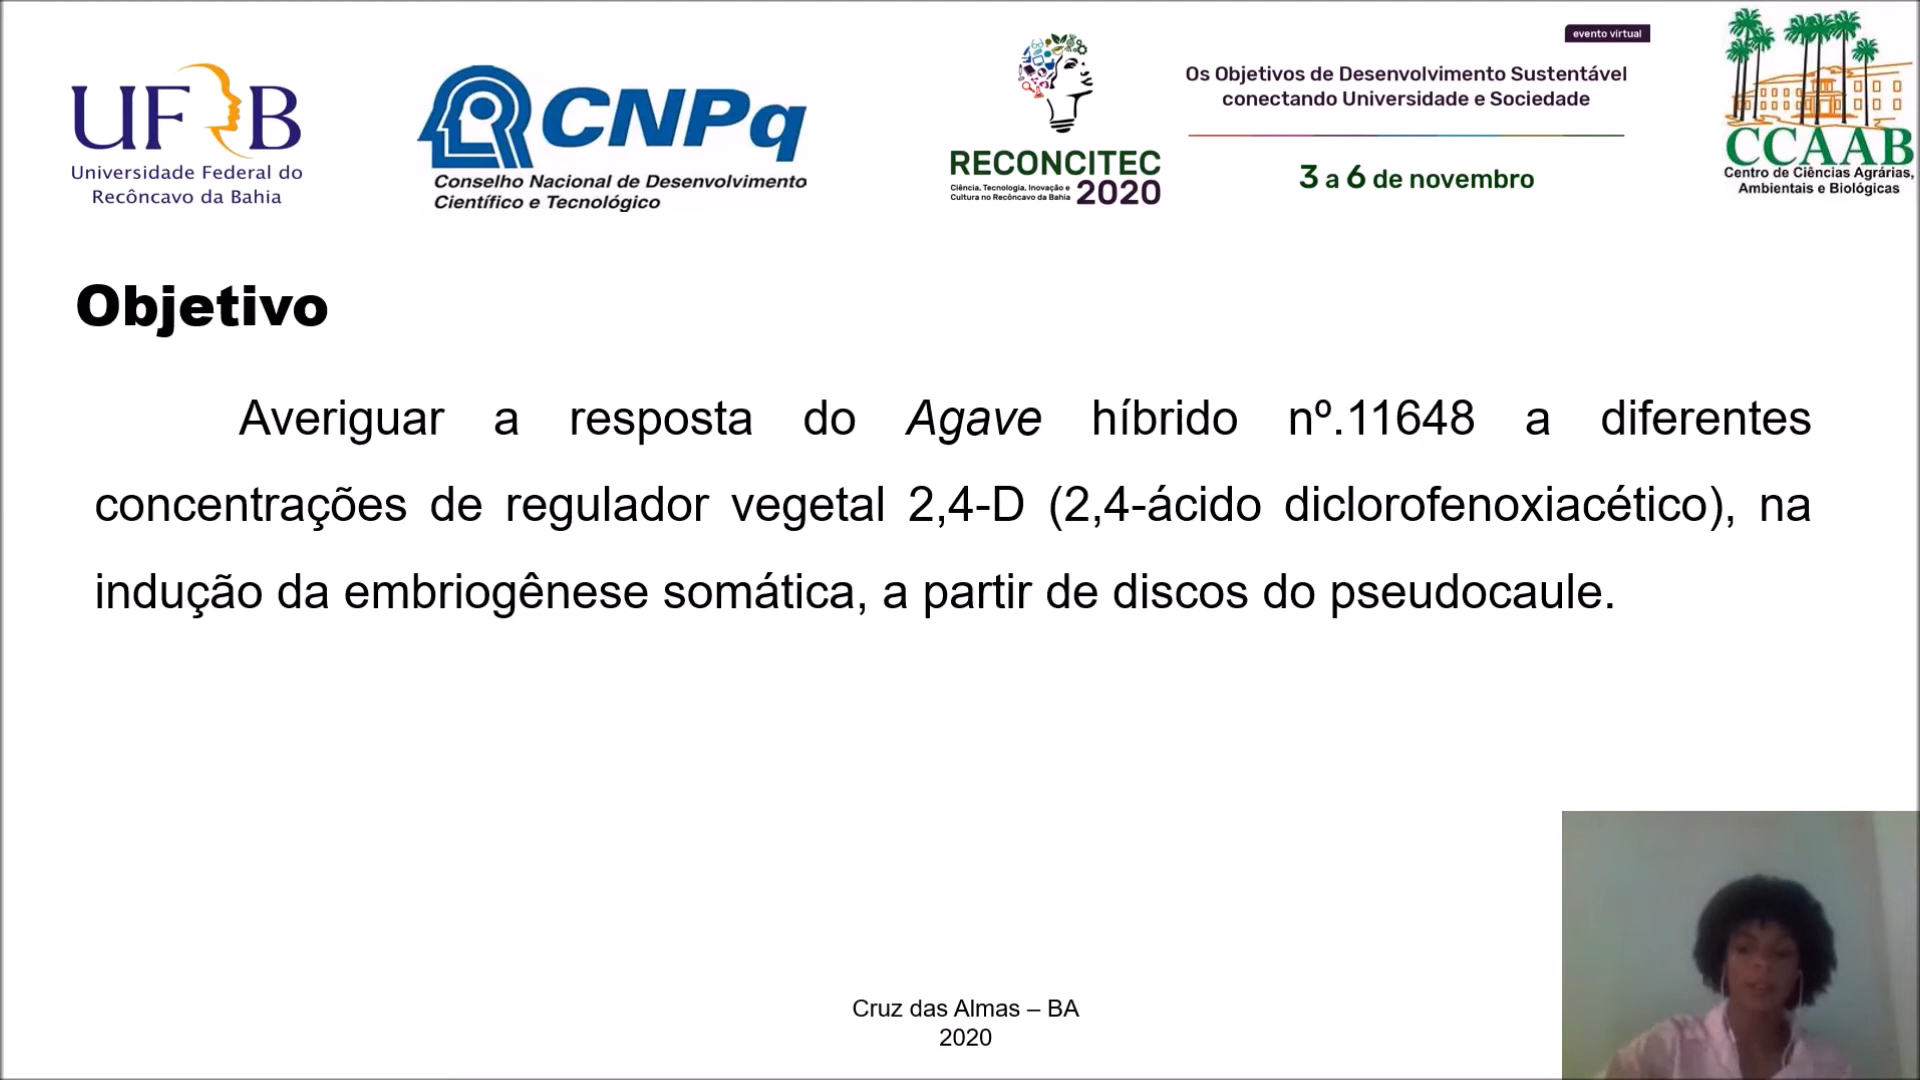 UFRB
Universidade Federal do
Recôncavo da Bahia
CNPq
Conselho Nacional de Desenvolvimento
Científico e Tecnológico
RECONCITEC
Ciência, Tecnologia, Inovação e
Cultura no Recôncavo da Bahia
2020
evento virtual
Os Objetivos de Desenvolvimento Sustentável
conectando Universidade e Sociedade
3 a 6 de novembro
CCAAB
Centro de Ciências Agrárias,
Ambientais e Biológicas
Objetivo
Averiguar a resposta do Agave híbrido nº.11648 a diferentes
concentrações de regulador vegetal 2,4-D (2,4-ácido diclorofenoxiacético), na
indução da embriogênese somática, a partir de discos do pseudocaule.
Cruz das Almas – BA
2020